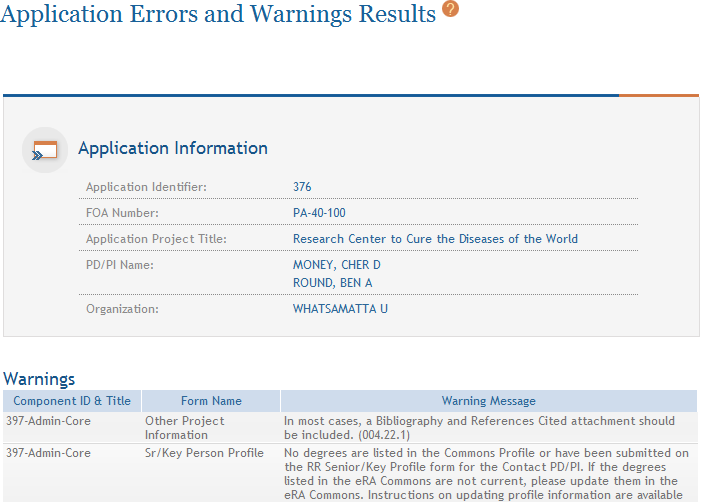 Application Errors and Warnings Results ?
Application Information
Application Identifier: 376
FOA Number: PA-40-100
Application Project Title: Research Center to Cure the Diseases of the World
PD/PI Name: MONEY, CHER D
ROUND, BEN A
Organization: WHATSAMATTA U
Warnings
Component ID & Title Form Name Warning Message
397-Admin-Core Other Project In most cases, a Bibliography and References Cited attachment should
Information be included. (004.22.1)
397-Admin-Core Sr/Key Person Profile No degrees are listed in the Commons Profile or have been submitted on
the RR Senior/Key Profile form for the Contact PD/PI. If the degrees
listed in the eRA Commons are not current, please update them in the
eRA Commons. Instructions on updating profile information are available